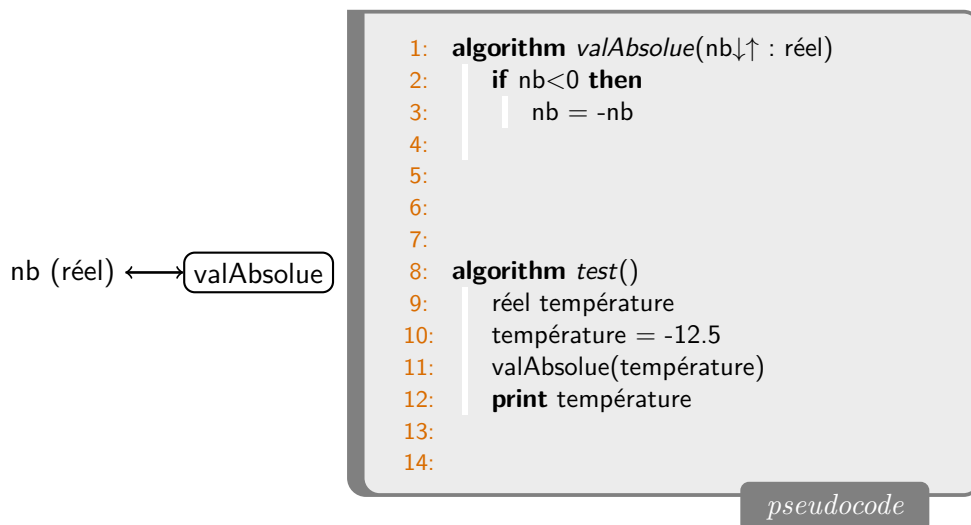 1: algorithm valAbsolue(nb↓↑ : réel)
2: if nb<0 then
3: nb = -nb
4:
5:
6:
7:
nb (réel) ⟷ valAbsolue
8: algorithm test()
9: réel température
10: température = -12.5
11: valAbsolue(température)
12: print température
13:
14:
pseudocode